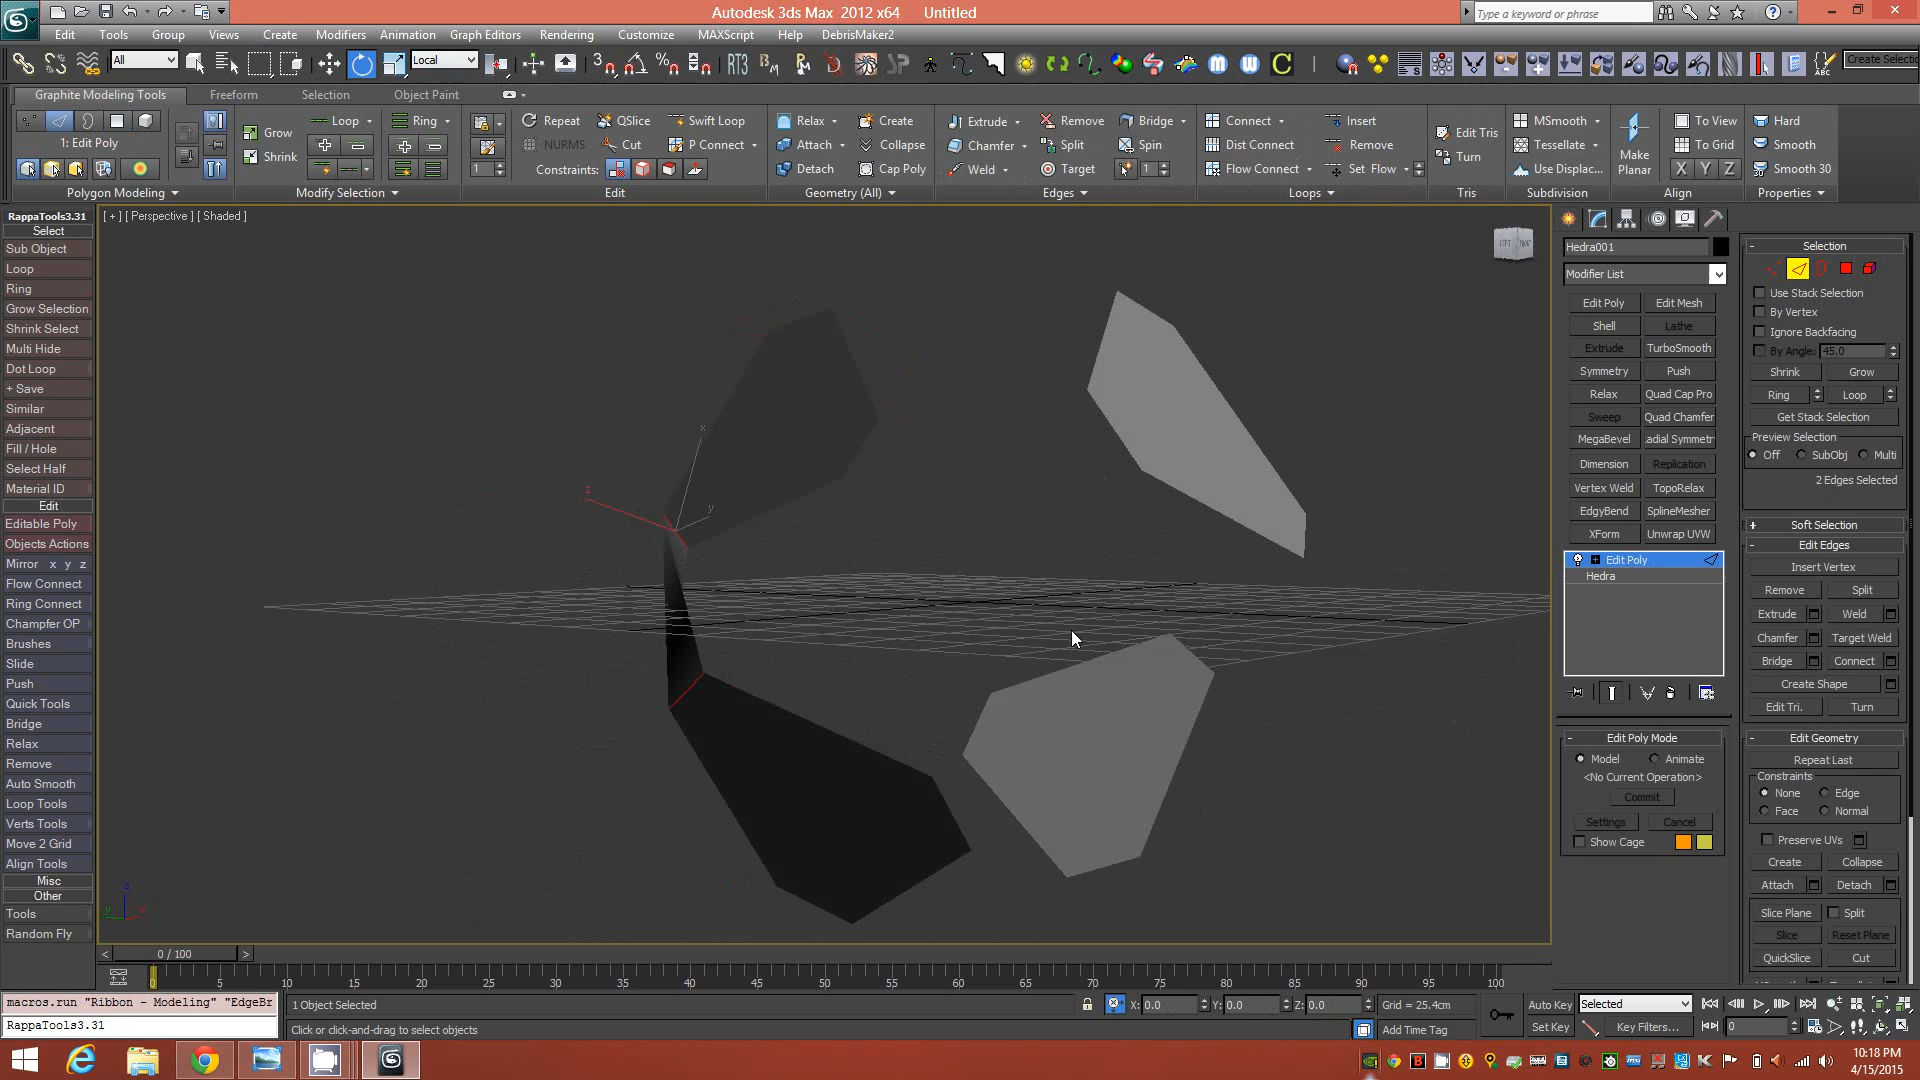 Autodesk 3ds Max 2012 x64 Untitled
Type a keyword or phrase
Edit Tools Group Views Create Modifiers Animation Graph Editors Rendering Customize MAXScript Help DebrisMaker2
All
Local
Create Selectio
Graphite Modeling Tools Freeform Selection Object Paint
Loop Ring Repeat QSlice Swift Loop Relax Create Extrude Remove Bridge Connect Insert MSmooth To View Hard
1: Edit Poly Grow NURMS Cut P Connect Attach Collapse Chamfer Split Spin Dist Connect Remove Edit Tris Tessellate Make Planar To Grid Smooth
Shrink 1 Constraints: Detach Cap Poly Weld Target 1 Flow Connect Set Flow Turn Use Displac... X Y Z Smooth 30
Polygon Modeling Modify Selection Edit Geometry (All) Edges Loops Tris Subdivision Align Properties
RappaTools3.31
Select
Sub Object
Loop
Ring
Grow Selection
Shrink Select
Multi Hide
Dot Loop
+ Save
Similar
Adjacent
Fill / Hole
Select Half
Material ID
Edit
Editable Poly
Objects Actions
Mirror x y z
Flow Connect
Ring Connect
Champfer OP
Brushes
Slide
Push
Quick Tools
Bridge
Relax
Remove
Auto Smooth
Loop Tools
Verts Tools
Move 2 Grid
Align Tools
Misc
Other
Tools
Random Fly
[ + ] [ Perspective ] [ Shaded ]
x
z
y
Hedra001
Modifier List
Edit Poly Edit Mesh
Shell Lathe
Extrude TurboSmooth
Symmetry Push
Relax Quad Cap Pro
Sweep Quad Chamfer
MegaBevel adial Symmetr
Dimension Replication
Vertex Weld TopoRelax
EdgyBend SplineMesher
XForm Unwrap UVW
Edit Poly
Hedra
Edit Poly Mode
Model Animate
<No Current Operation>
Commit
Settings Cancel
Show Cage
Selection
Use Stack Selection
By Vertex
Ignore Backfacing
By Angle: 45.0
Shrink Grow
Ring Loop
Get Stack Selection
Preview Selection
Off SubObj Multi
2 Edges Selected
Soft Selection
Edit Edges
Insert Vertex
Remove Split
Extrude Weld
Chamfer Target Weld
Bridge Connect
Create Shape
Edit Tri. Turn
Edit Geometry
Repeat Last
Constraints
None Edge
Face Normal
Preserve UVs
Create Collapse
Attach Detach
Slice Plane Split
Slice Reset Plane
QuickSlice Cut
0 / 100
0 5 10 15 20 25 30 35 40 45 50 55 60 65 70 75 80 85 90 95 100
macros.run "Ribbon - Modeling" "EdgeBr
RappaTools3.31
1 Object Selected
Click or click-and-drag to select objects
X: 0.0 Y: 0.0 Z: 0.0 Grid = 25.4cm
Add Time Tag
Auto Key Selected
Set Key Key Filters... 0
10:18 PM
4/15/2015